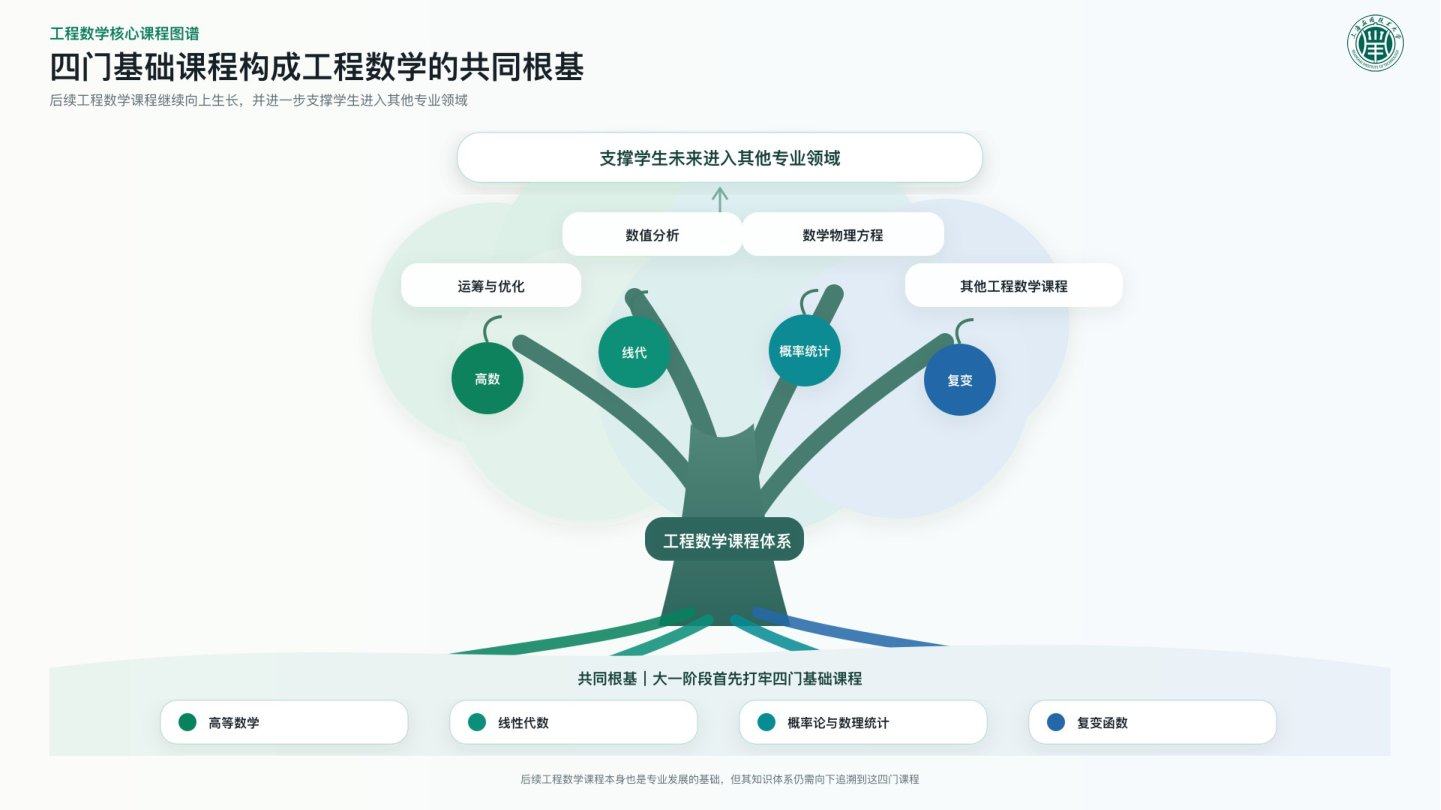 工程数学核心课程图谱
四门基础课程构成工程数学的共同根基
后续工程数学课程继续向上生长，并进一步支撑学生进入其他专业领域
支撑学生未来进入其他专业领域
数值分析
数学物理方程
运筹与优化
其他工程数学课程
高数
线代
概率统计
复变
工程数学课程体系
共同根基｜大一阶段首先打牢四门基础课程
高等数学
线性代数
概率论与数理统计
复变函数
后续工程数学课程本身也是专业发展的基础，但其知识体系仍需向下追溯到这四门课程